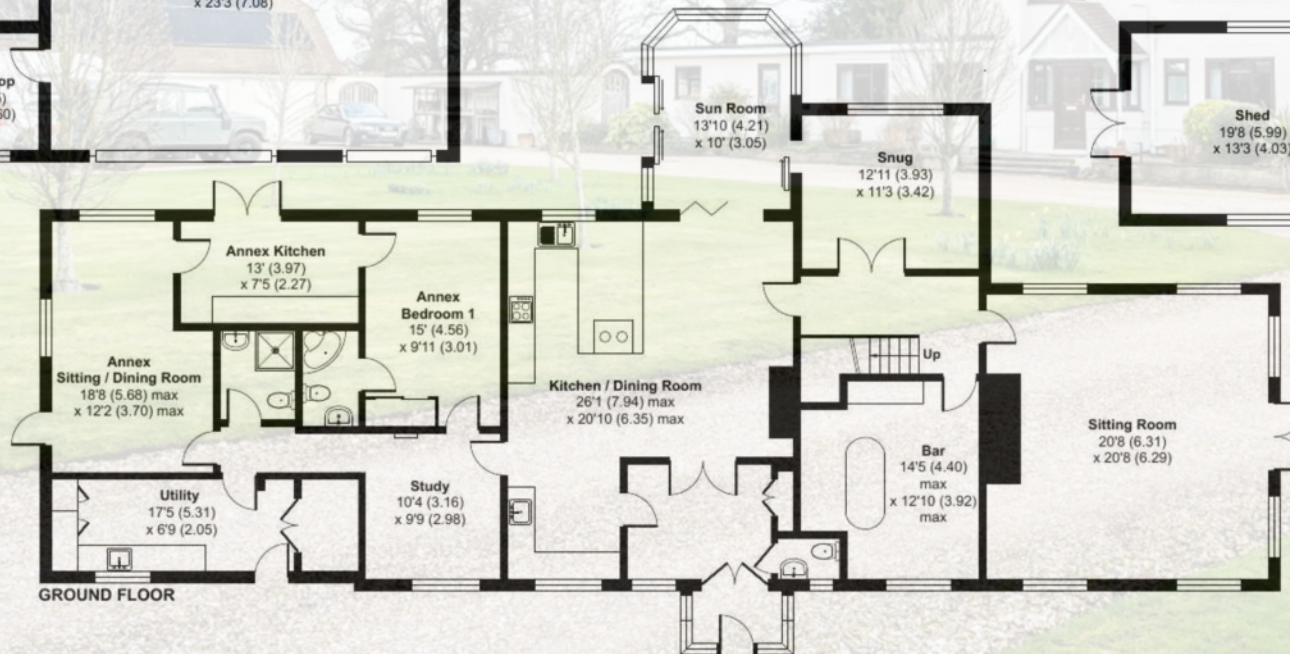 x 23'3 (7.08)
Sun Room
13'10 (4.21)
x 10' (3.05)
Snug
12'11 (3.93)
x 11'3 (3.42)
Shed
19'8 (5.99)
x 13'3 (4.03)
Annex Kitchen
13' (3.97)
x 7'5 (2.27)
Annex
Bedroom 1
15' (4.56)
x 9'11 (3.01)
Annex
Sitting / Dining Room
18'8 (5.68) max
x 12'2 (3.70) max
Kitchen / Dining Room
26'1 (7.94) max
x 20'10 (6.35) max
Up
Sitting Room
20'8 (6.31)
x 20'8 (6.29)
Bar
14'5 (4.40)
max
x 12'10 (3.92)
max
Utility
17'5 (5.31)
x 6'9 (2.05)
Study
10'4 (3.16)
x 9'9 (2.98)
GROUND FLOOR